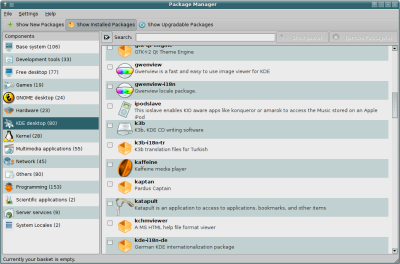 Package Manager
File Settings Help
Show New Packages Show Installed Packages Show Upgradable Packages
Components
Search:
Base system (106)
Development tools (33)
Free desktop (77)
Games (19)
GNOME desktop (24)
Hardware (23)
KDE desktop (80)
Kernel (28)
Multimedia applications (55)
Network (45)
Others (80)
Programming (153)
Scientific applications (2)
Server services (9)
System Locales (2)
GTK+2 Qt Theme Engine
gwenview
Gwenview is a fast and easy to use image viewer for KDE
gwenview-i18n
Gwenview locale package.
ipodslave
This ioslave enables KIO aware apps like konqueror or amarok to access the Music stored on an Apple
iPod
k3b
K3b, KDE CD writing software
k3b-i18n-tr
K3b translation files for Turkish
kaffeine
Kaffeine media player
kaptan
Pardus Captain
katapult
Katapult is an application to access to applications, bookmarks, and other items.
kchmviewer
A MS HTML help file format viewer
kde-i18n-de
German KDE internationalization package
Currently your basket is empty.